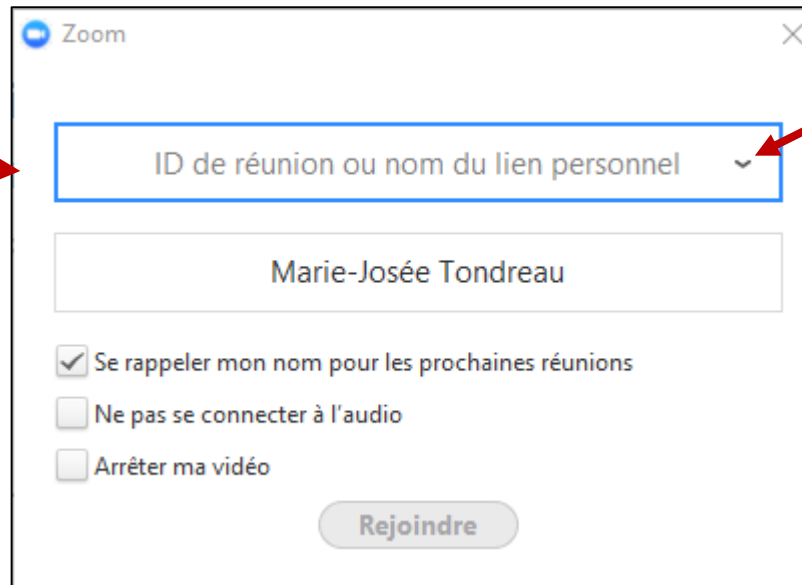 Zoom
ID de réunion ou nom du lien personnel
Marie-Josée Tondreau
Se rappeler mon nom pour les prochaines réunions
Ne pas se connecter à l'audio
Arrêter ma vidéo
Rejoindre